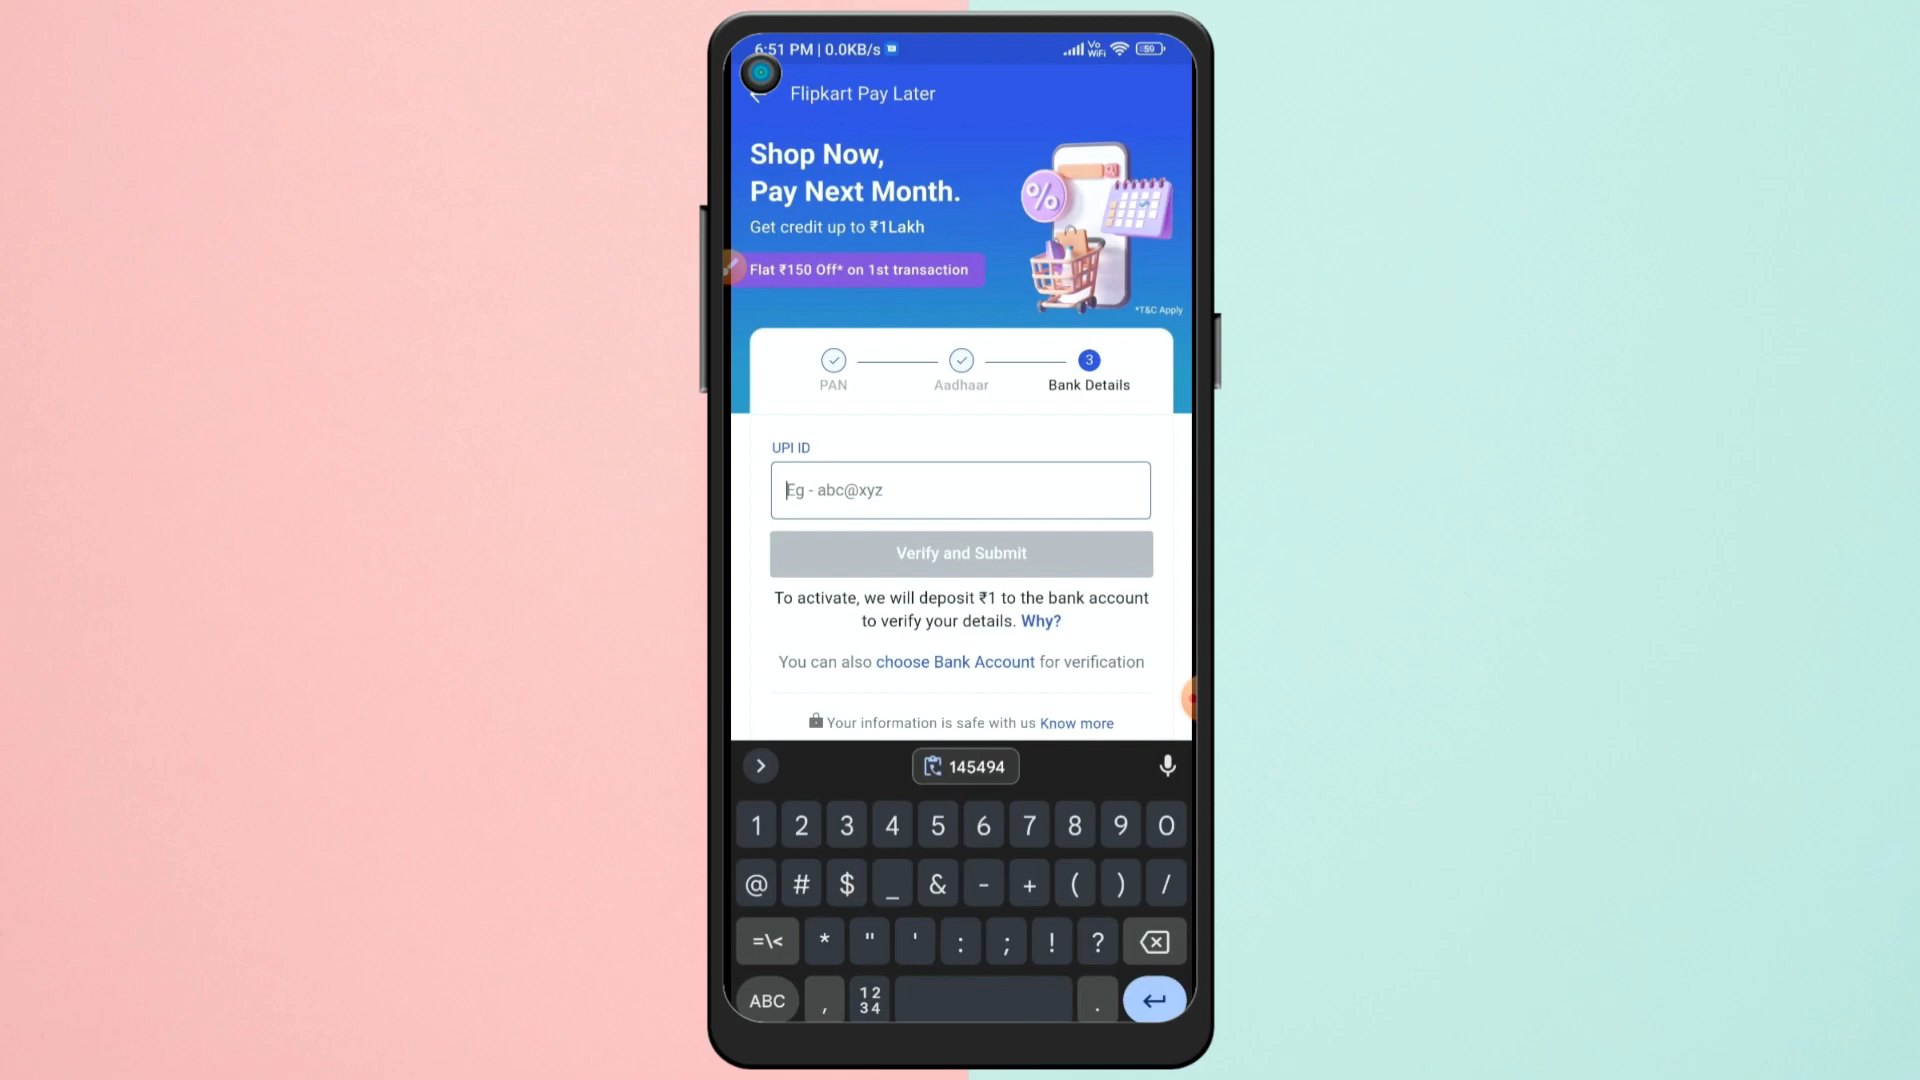 6:51 PM | 0.0KB/s
Vo
WiFi
59
Flipkart Pay Later
Shop Now,
Pay Next Month.
Get credit up to ₹1Lakh
Flat ₹150 Off* on 1st transaction
%
*T&C Apply
3
PAN
Aadhaar
Bank Details
UPI ID
Eg - abc@xyz
Verify and Submit
To activate, we will deposit ₹1 to the bank account
to verify your details. Why?
You can also choose Bank Account for verification
Your information is safe with us Know more
145494
1 2 3 4 5 6 7 8 9 0
@ # $ _ & - + ( ) /
=\< * " ' : ; ! ?
ABC , 12 34 .